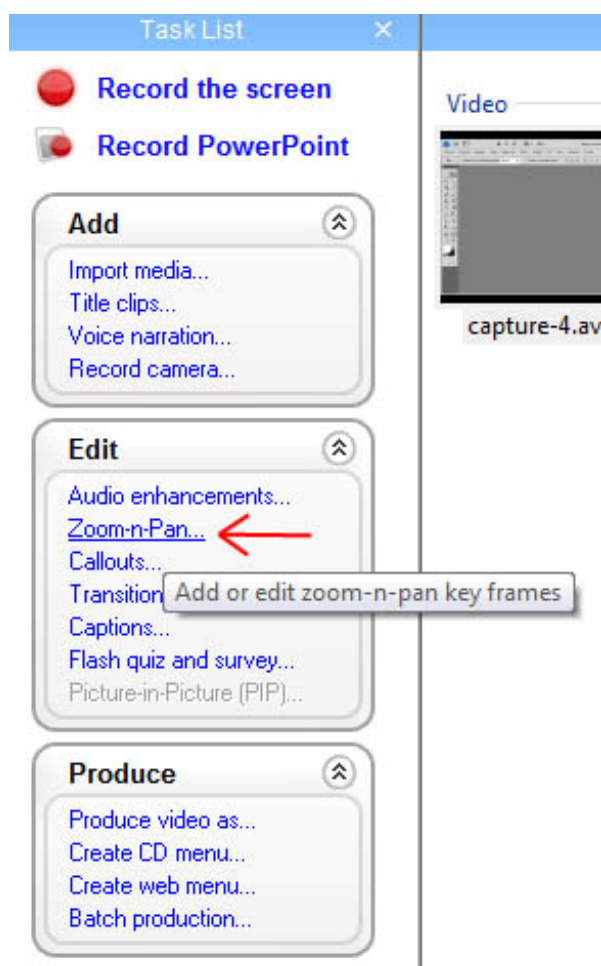 Task List
Record the screen
Record PowerPoint
Add
Import media...
Title clips...
Voice narration...
Record camera...
Edit
Audio enhancements...
Zoom-n-Pan...
Callouts...
Transition
Add or edit zoom-n-pan key frames
Captions...
Flash quiz and survey...
Picture-in-Picture (PIP)...
Produce
Produce video as...
Create CD menu...
Create web menu...
Batch production...
Video
capture-4.av